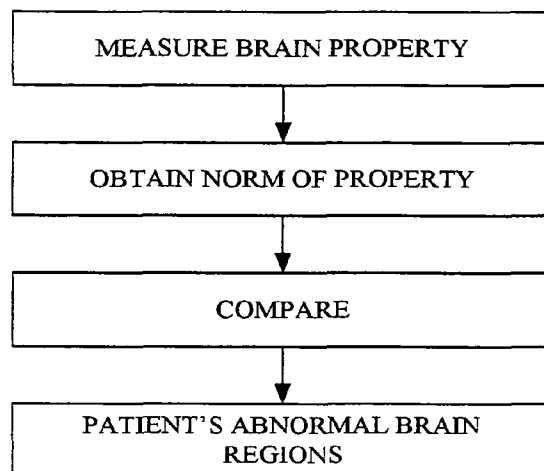 MEASURE BRAIN PROPERTY
OBTAIN NORM OF PROPERTY
COMPARE
PATIENT'S ABNORMAL BRAIN
REGIONS